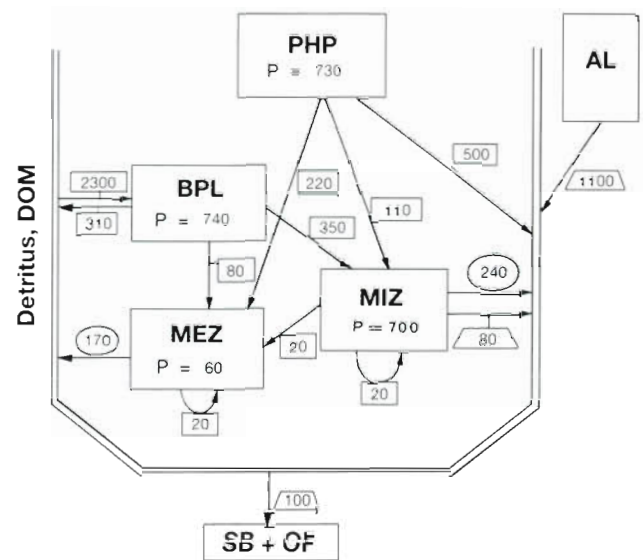 PHP
P = 730
AL
500
1100
2300
BPL
220
110
310
P = 740
350
Detritus, DOM
80
240
MIZ
P = 700
MEZ
170
20
80
P = 60
20
20
100
SB + OF